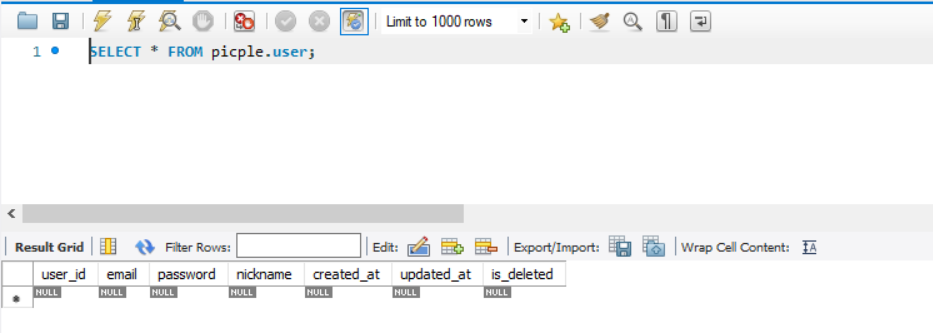 Limit to 1000 rows
1 SELECT * FROM picple.user;
Result Grid Filter Rows: Edit: Export/Import: Wrap Cell Content:
user_id email password nickname created_at updated_at is_deleted
* NULL NULL NULL NULL NULL NULL NULL